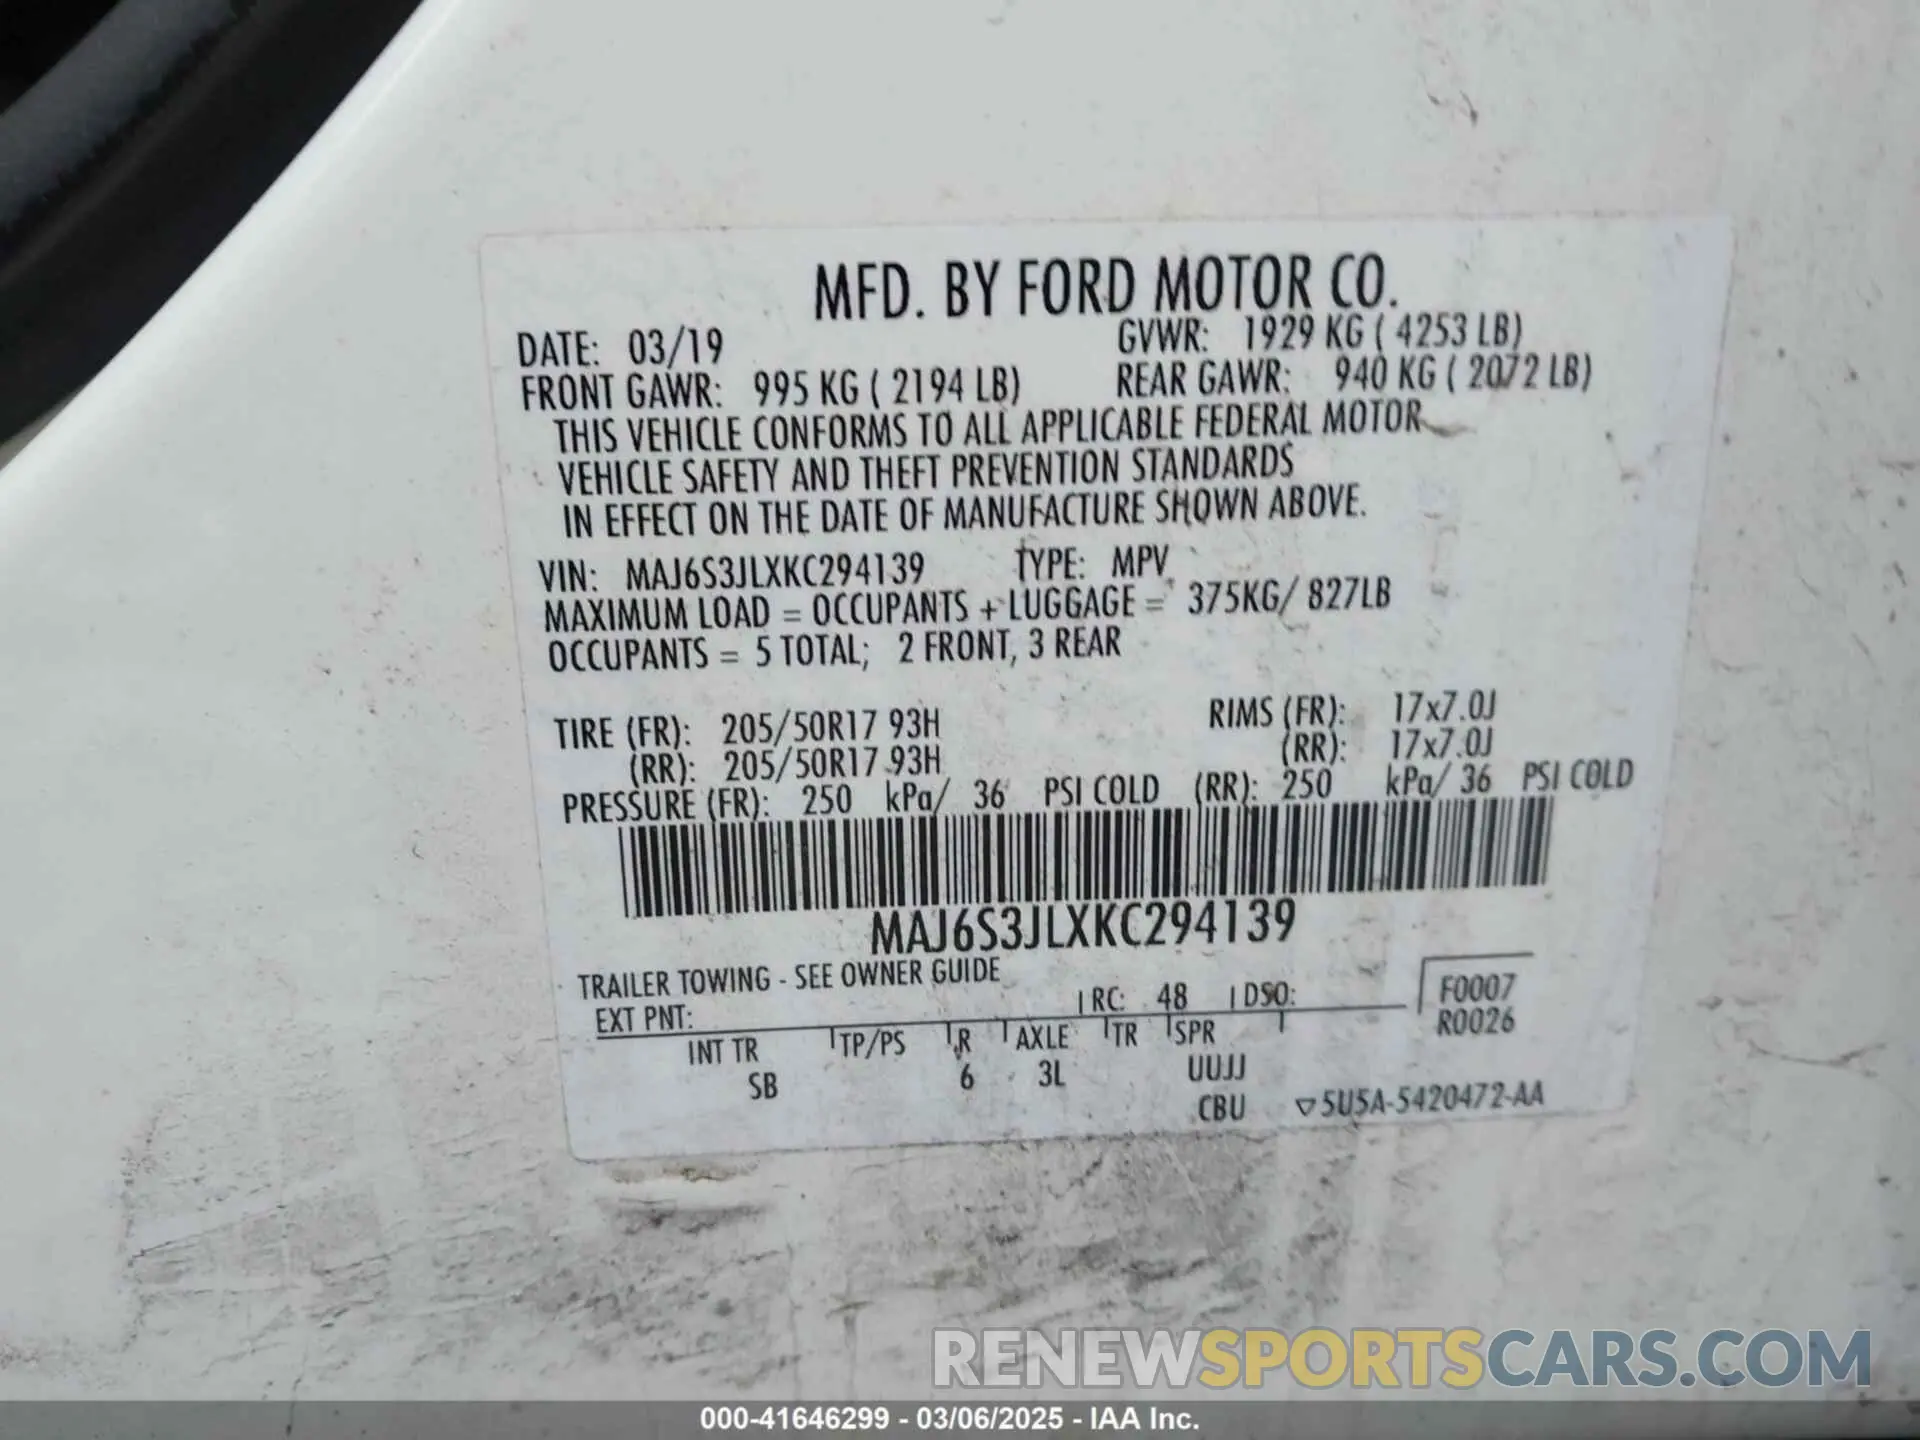 MFD. BY FORD MOTOR CO.
DATE: 03/19 GVWR: 1929 KG ( 4253 LB)
FRONT GAWR: 995 KG ( 2194 LB) REAR GAWR: 940 KG ( 2072 LB)
THIS VEHICLE CONFORMS TO ALL APPLICABLE FEDERAL MOTOR
VEHICLE SAFETY AND THEFT PREVENTION STANDARDS
IN EFFECT ON THE DATE OF MANUFACTURE SHOWN ABOVE.
VIN: MAJ6S3JLXKC294139 TYPE: MPV
MAXIMUM LOAD = OCCUPANTS + LUGGAGE = 375KG/ 827LB
OCCUPANTS = 5 TOTAL; 2 FRONT, 3 REAR
TIRE (FR): 205/50R17 93H RIMS (FR): 17x7.0J
(RR): 205/50R17 93H (RR): 17x7.0J
PRESSURE (FR): 250 kPa/ 36 PSI COLD (RR): 250 kPa/ 36 PSI COLD
MAJ6S3JLXKC294139
TRAILER TOWING - SEE OWNER GUIDE
EXT PNT: RC: 48 DSO: F0007
R0026
INT TR TP/PS R AXLE TR SPR
SB 6 3L UUJJ
CBU ▽5U5A-5420472-AA
RENEWSPORTSCARS.COM
000-41646299 - 03/06/2025 - IAA Inc.